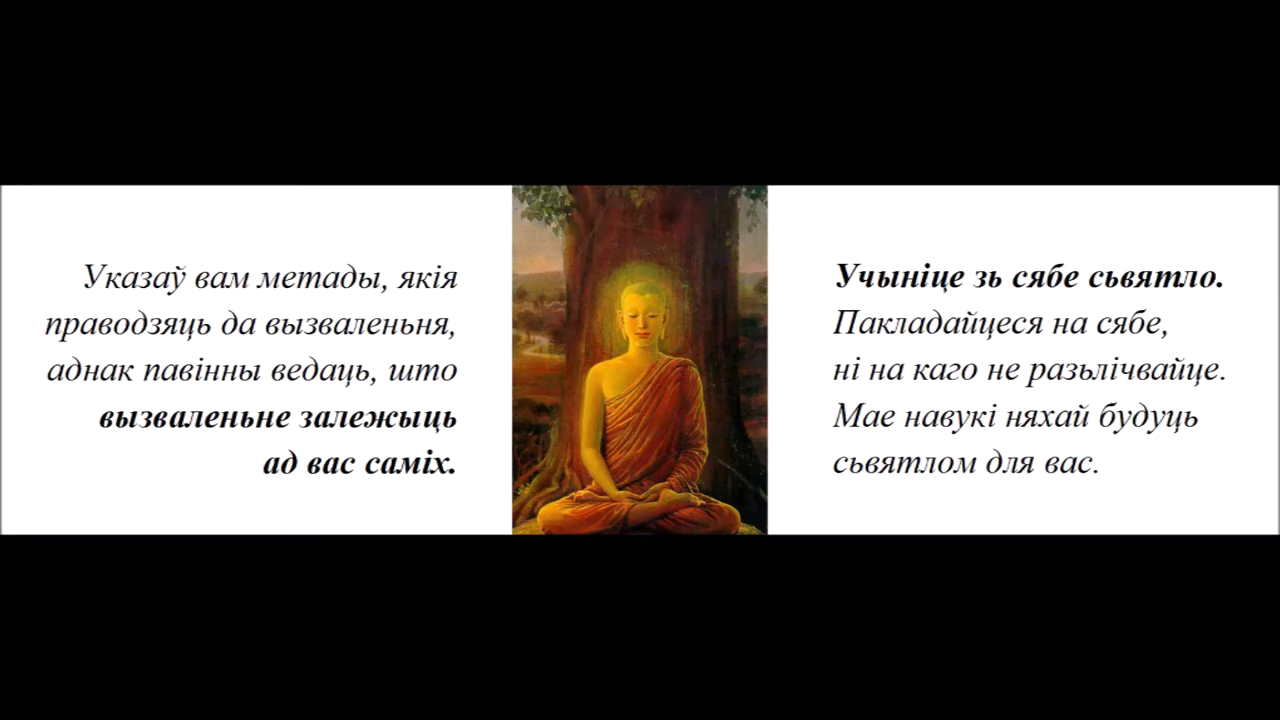 Указаў вам метады, якія
праводзяць да вызваленьня,
аднак павінны ведаць, што
вызваленьне залежыць
ад вас саміх.
Учыніце зь сябе сьвятло.
Пакладайцеся на сябе,
ні на каго не разьлічвайце.
Мае навукі няхай будуць
сьвятлом для вас.